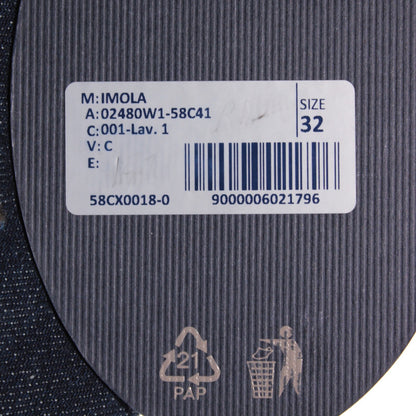 M: IMOLA
A: 02480W1-58C41
C: 001-Lav. 1
V: C
E:
SIZE
32
58CX0018-0
9000006021796
21
PAP